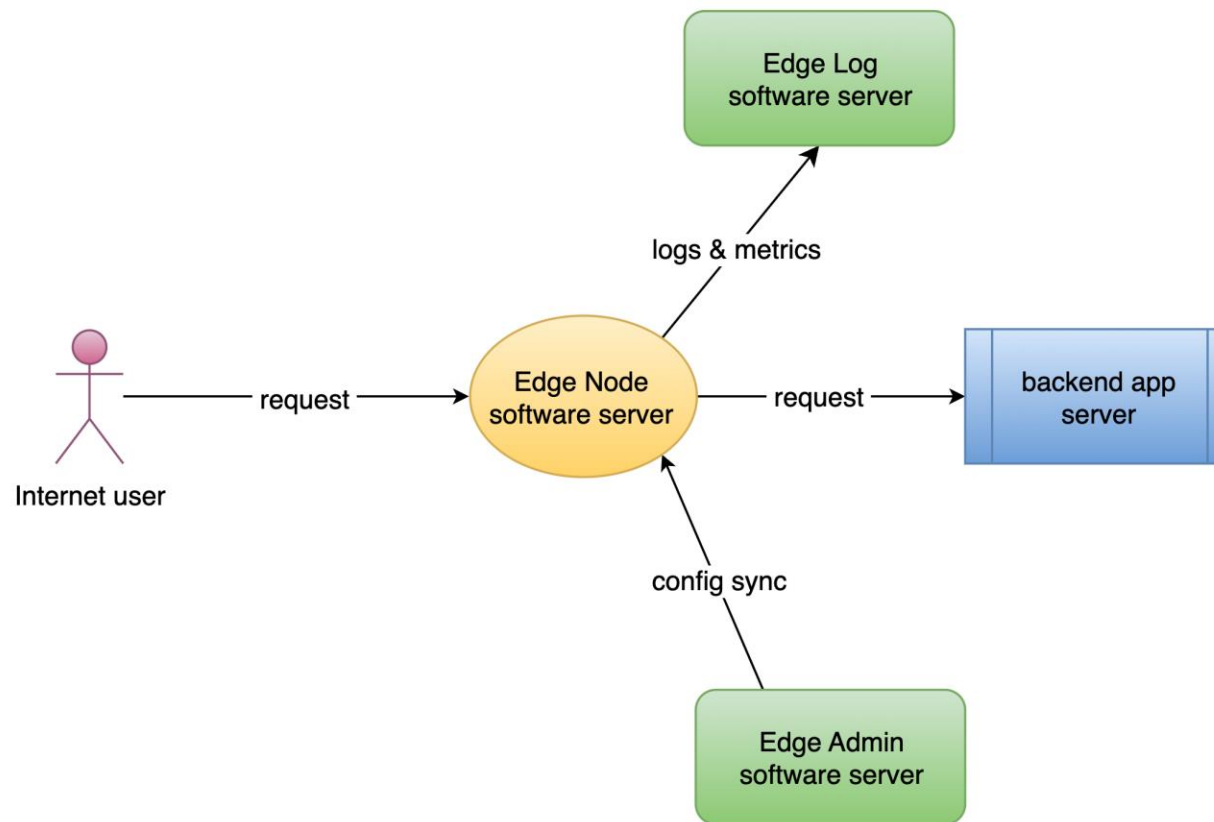 Edge Log
software server
logs & metrics
Internet user
request
Edge Node
software server
request
backend app
server
config sync
Edge Admin
software server